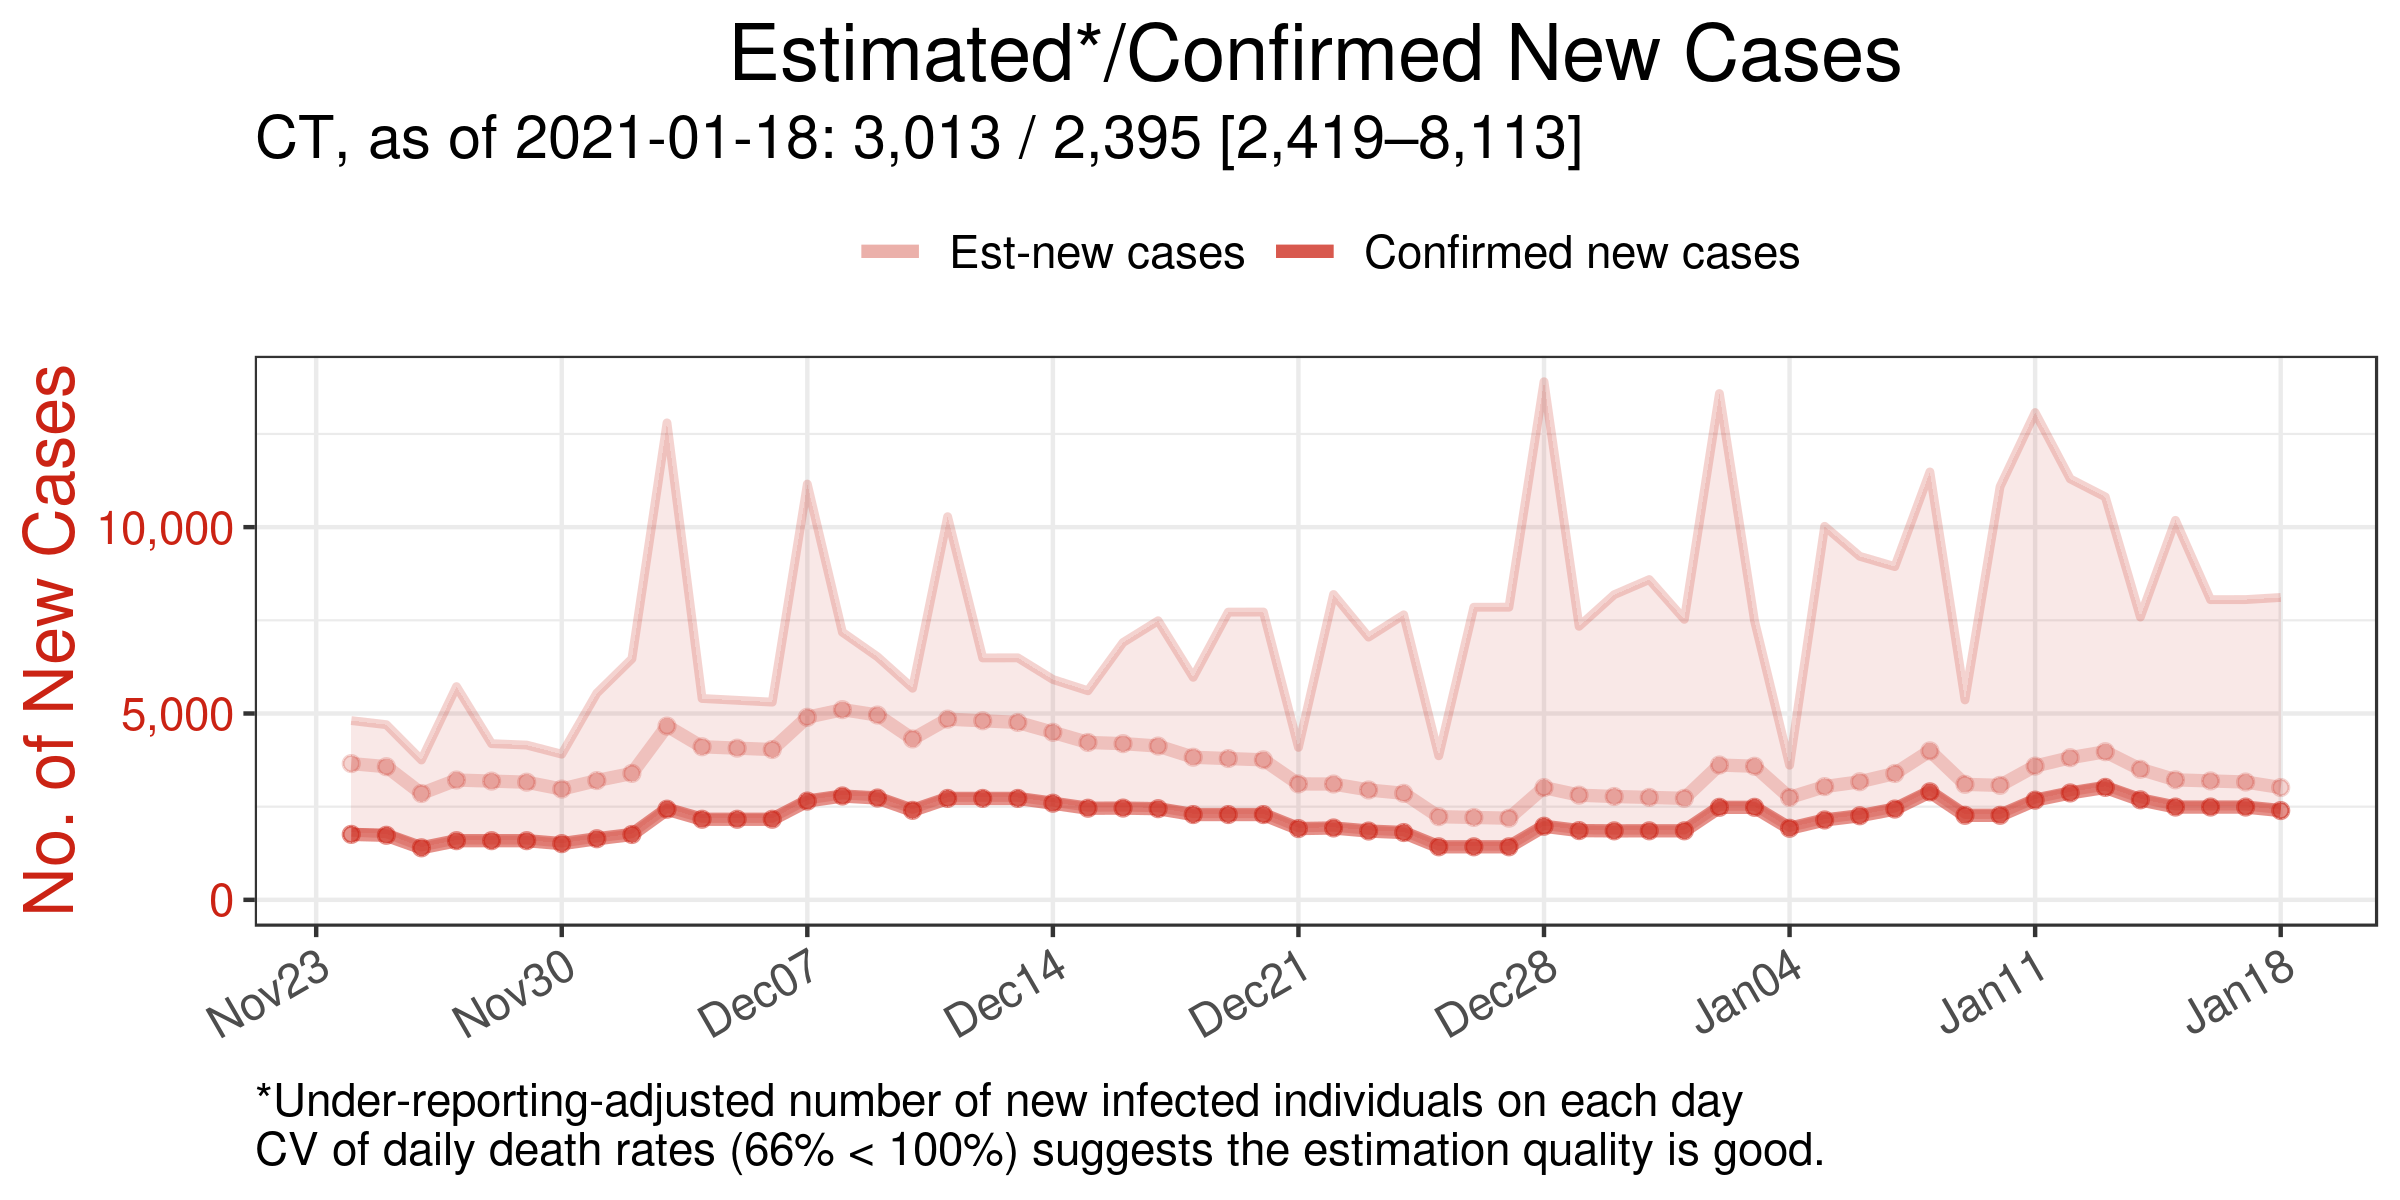 Estimated*/Confirmed New Cases
CT, as of 2021-01-18: 3,013 / 2,395 [2,419–8,113]
Est-new cases Confirmed new cases
No. of New Cases
10,000
5,000
0
Nov23 Nov30 Dec07 Dec14 Dec21 Dec28 Jan04 Jan11 Jan18
*Under-reporting-adjusted number of new infected individuals on each day
CV of daily death rates (66% < 100%) suggests the estimation quality is good.